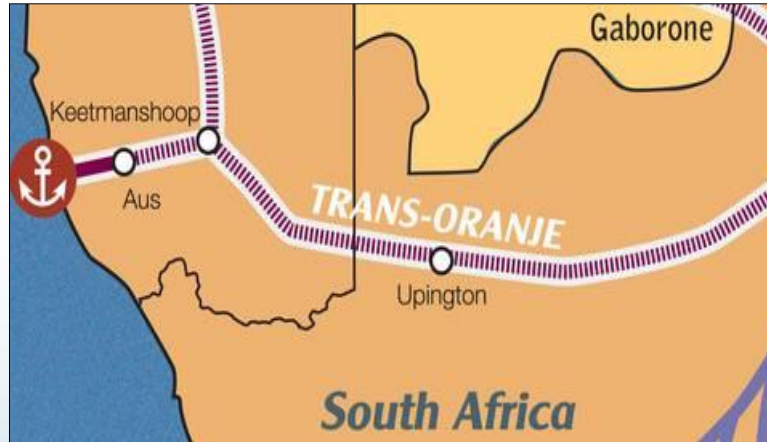 Gaborone
Keetmanshoop
Aus
TRANS-ORANJE
Upington
South Africa